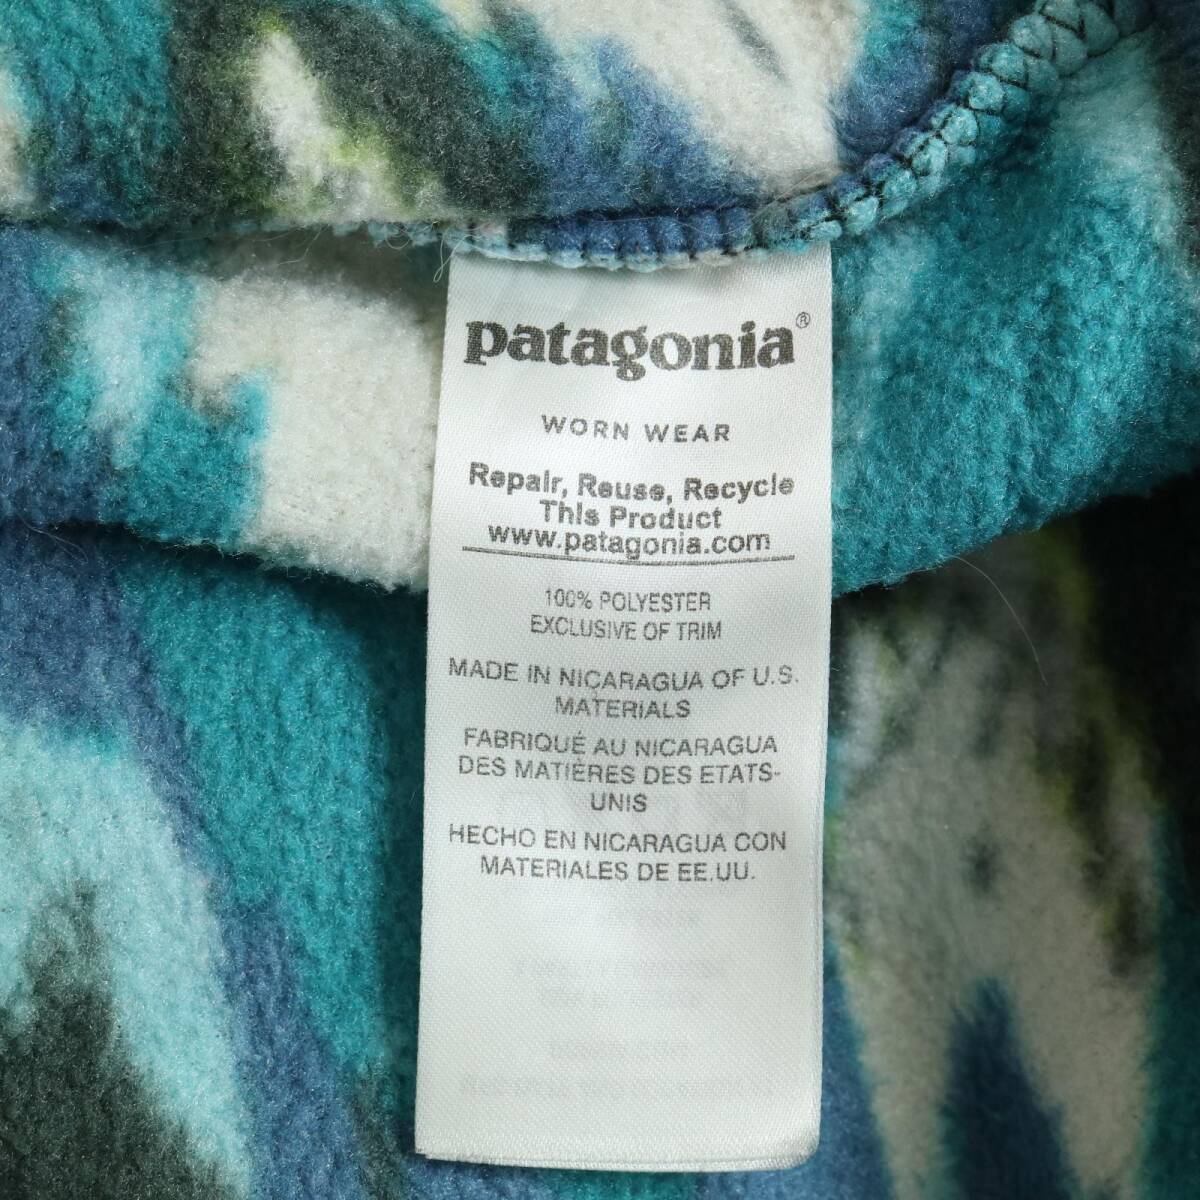 patagonia®
WORN WEAR
Repair, Reuse, Recycle
This Product
www.patagonia.com
100% POLYESTER
EXCLUSIVE OF TRIM
MADE IN NICARAGUA OF U.S.
MATERIALS
FABRIQUÉ AU NICARAGUA
DES MATIÈRES DES ETATS-
UNIS
HECHO EN NICARAGUA CON
MATERIALES DE EE.UU.